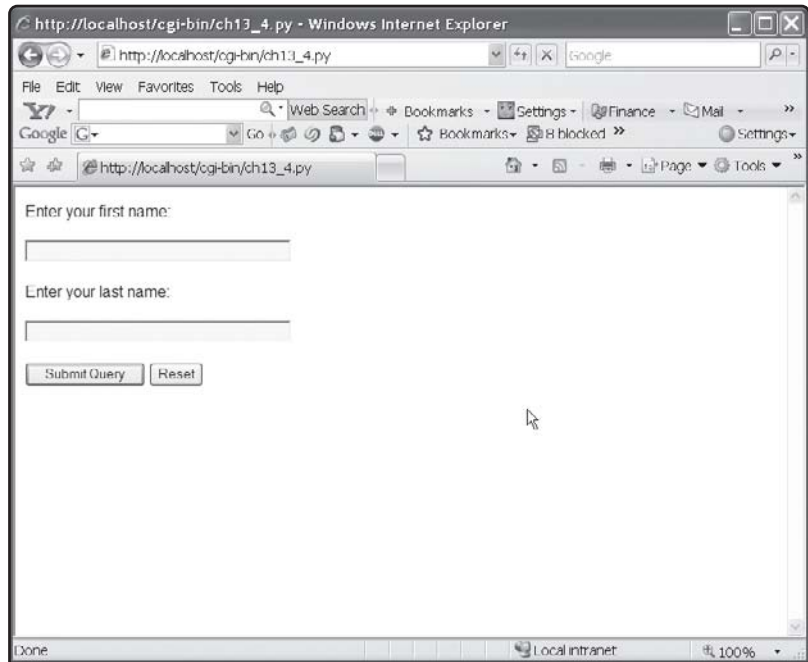 http://localhost/cgi-bin/ch13_4.py - Windows Internet Explorer
http://localhost/cgi-bin/ch13_4.py Google
File Edit View Favorites Tools Help
Y! Web Search Bookmarks Settings Finance Mail »
Google G Go Bookmarks 8 blocked » Settings
http://localhost/cgi-bin/ch13_4.py Page Tools »
Enter your first name:
Enter your last name:
Submit Query Reset
Done Local intranet 100%